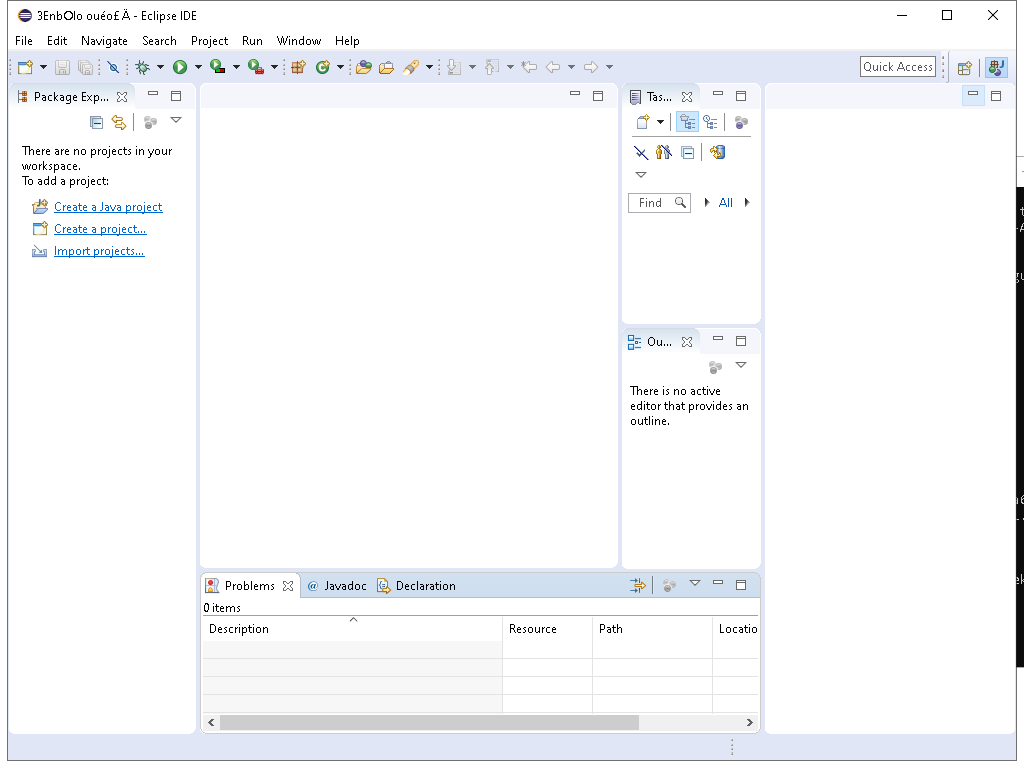 3EnbOlo ouéo£ Ä - Eclipse IDE
File Edit Navigate Search Project Run Window Help
Quick Access
Package Exp...
There are no projects in your
workspace.
To add a project:
Create a Java project
Create a project...
Import projects...
Tas...
Find
All
Ou...
There is no active
editor that provides an
outline.
Problems
@ Javadoc
Declaration
0 items
Description Resource Path Locatio